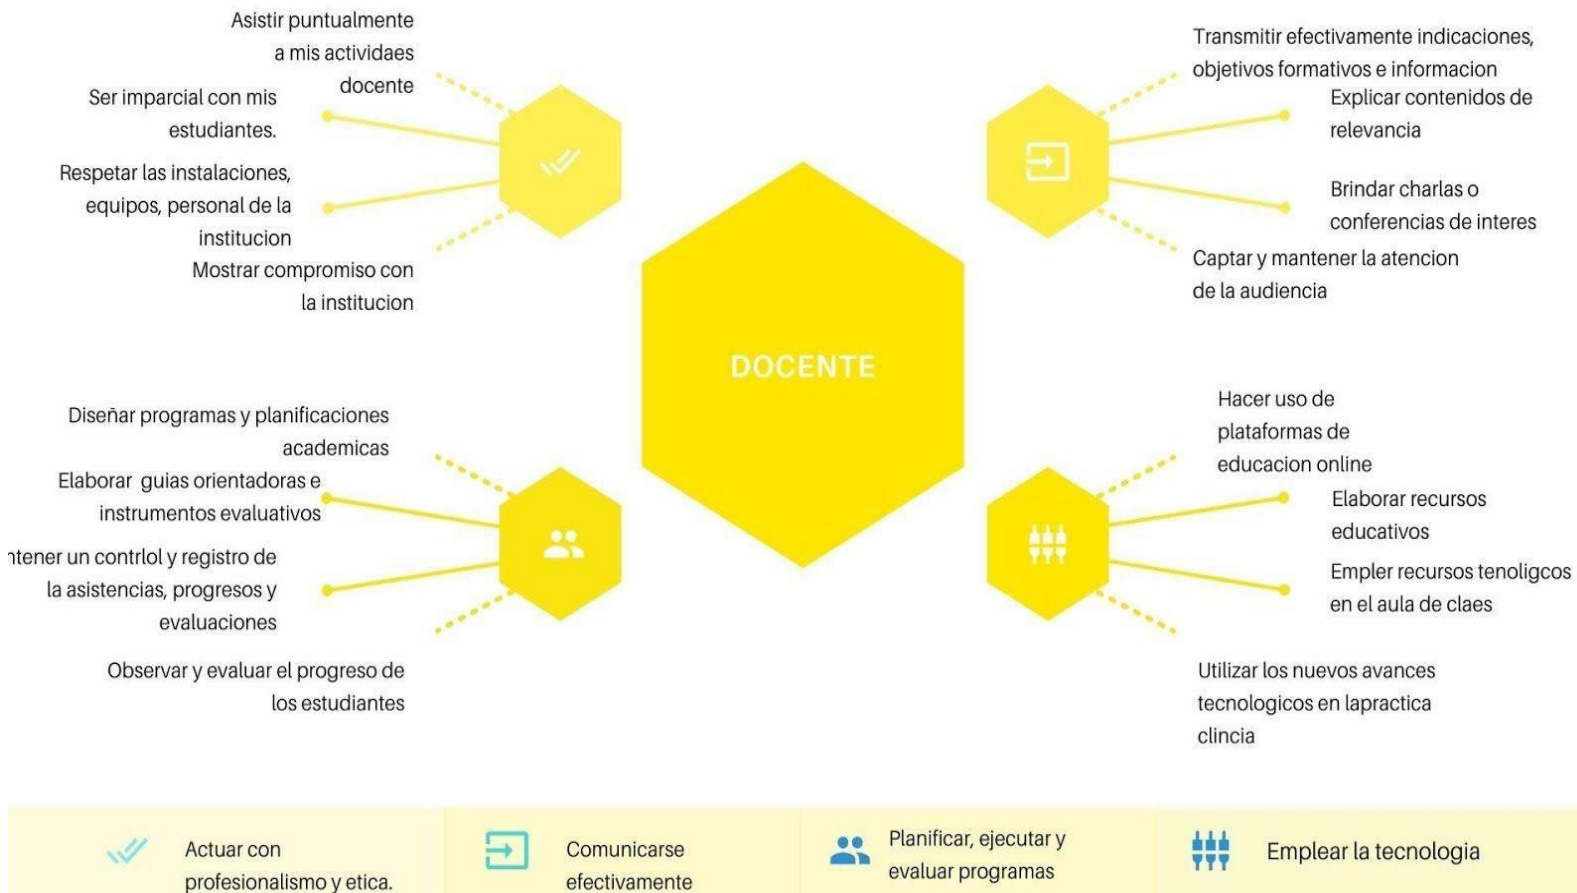 Asistir puntualmente
a mis actividaes
docente
Ser imparcial con mis
estudiantes.
Respetar las instalaciones,
equipos, personal de la
institucion
Mostrar compromiso con
la institucion
Transmitir efectivamente indicaciones,
objetivos formativos e informacion
Explicar contenidos de
relevancia
Brindar charlas o
conferencias de interes
Captar y mantener la atencion
de la audiencia
DOCENTE
Diseñar programas y planificaciones
academicas
Elaborar guias orientadoras e
instrumentos evaluativos
ntener un contrlol y registro de
la asistencias, progresos y
evaluaciones
Observar y evaluar el progreso de
los estudiantes
Hacer uso de
plataformas de
educacion online
Elaborar recursos
educativos
Empler recursos tenoligcos
en el aula de claes
Utilizar los nuevos avances
tecnologicos en lapractica
clincia
Actuar con
profesionalismo y etica.
Comunicarse
efectivamente
Planificar, ejecutar y
evaluar programas
Emplear la tecnologia